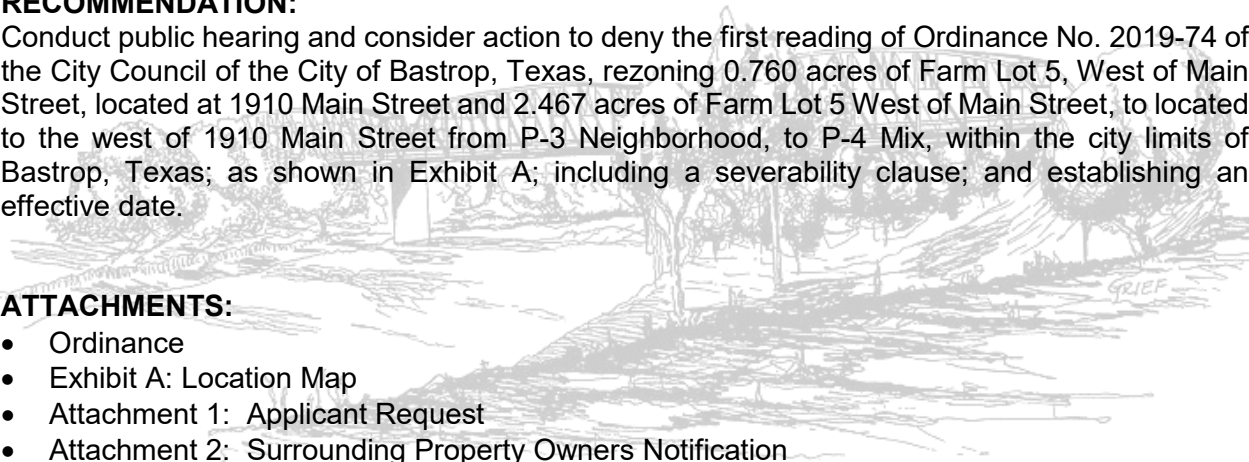 RECOMMENDATION:
Conduct public hearing and consider action to deny the first reading of Ordinance No. 2019-74 of
the City Council of the City of Bastrop, Texas, rezoning 0.760 acres of Farm Lot 5, West of Main
Street, located at 1910 Main Street and 2.467 acres of Farm Lot 5 West of Main Street, to located
to the west of 1910 Main Street from P-3 Neighborhood, to P-4 Mix, within the city limits of
Bastrop, Texas; as shown in Exhibit A; including a severability clause; and establishing an
effective date.
GRIEF
ATTACHMENTS:
• Ordinance
• Exhibit A: Location Map
• Attachment 1: Applicant Request
• Attachment 2: Surrounding Property Owners Notification